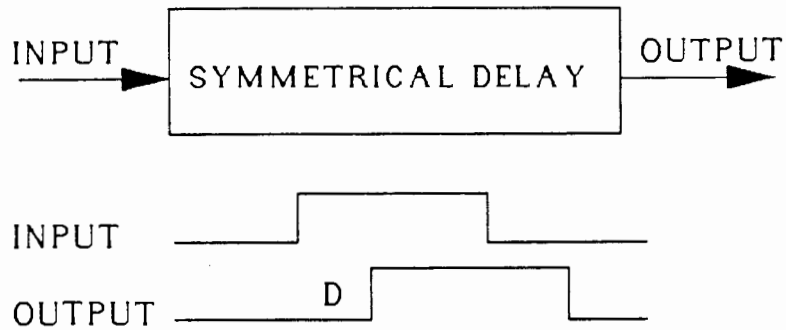 INPUT
SYMMETRICAL DELAY
OUTPUT
INPUT
D
OUTPUT